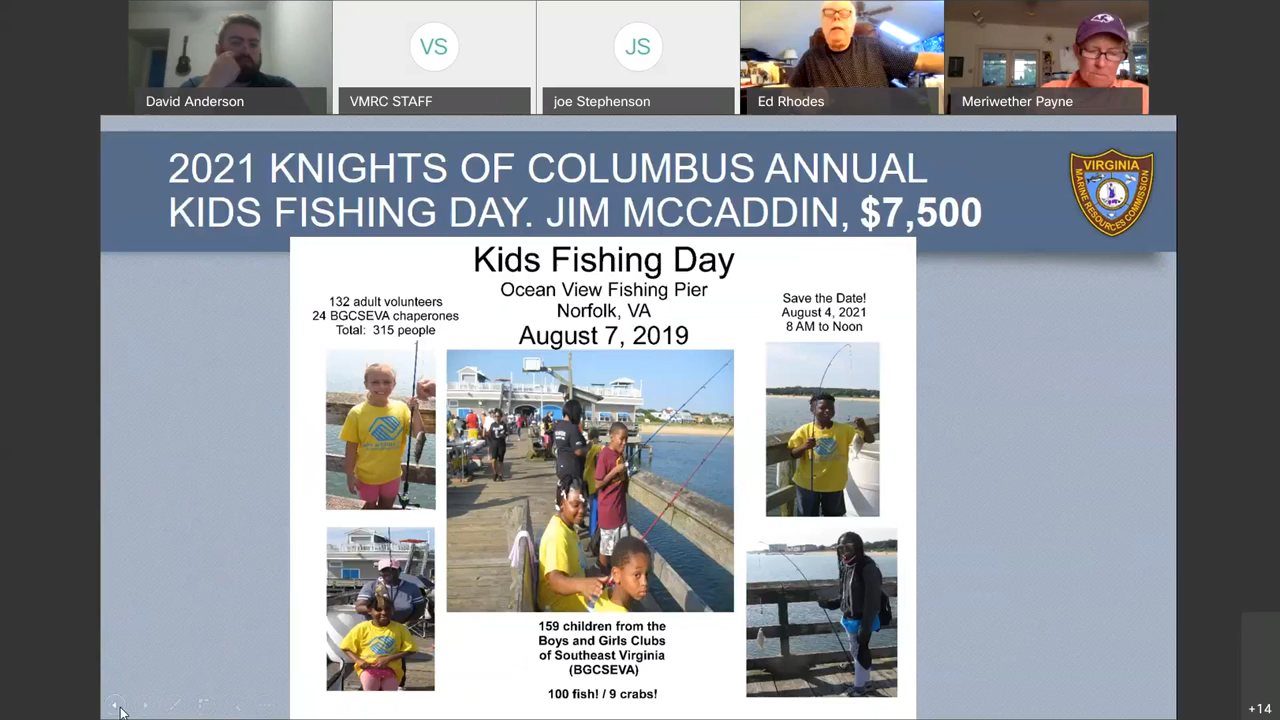 VS
JS
David Anderson
VMRC STAFF
joe Stephenson
Ed Rhodes
Meriwether Payne
2021 KNIGHTS OF COLUMBUS ANNUAL
KIDS FISHING DAY. JIM MCCADDIN, $7,500
VIRGINIA
MARINE RESOURCES COMMISSION
Kids Fishing Day
Ocean View Fishing Pier
Norfolk, VA
August 7, 2019
132 adult volunteers
24 BGCSEVA chaperones
Total: 315 people
Save the Date!
August 4, 2021
8 AM to Noon
159 children from the
Boys and Girls Clubs
of Southeast Virginia
(BGCSEVA)
100 fish! / 9 crabs!
+14